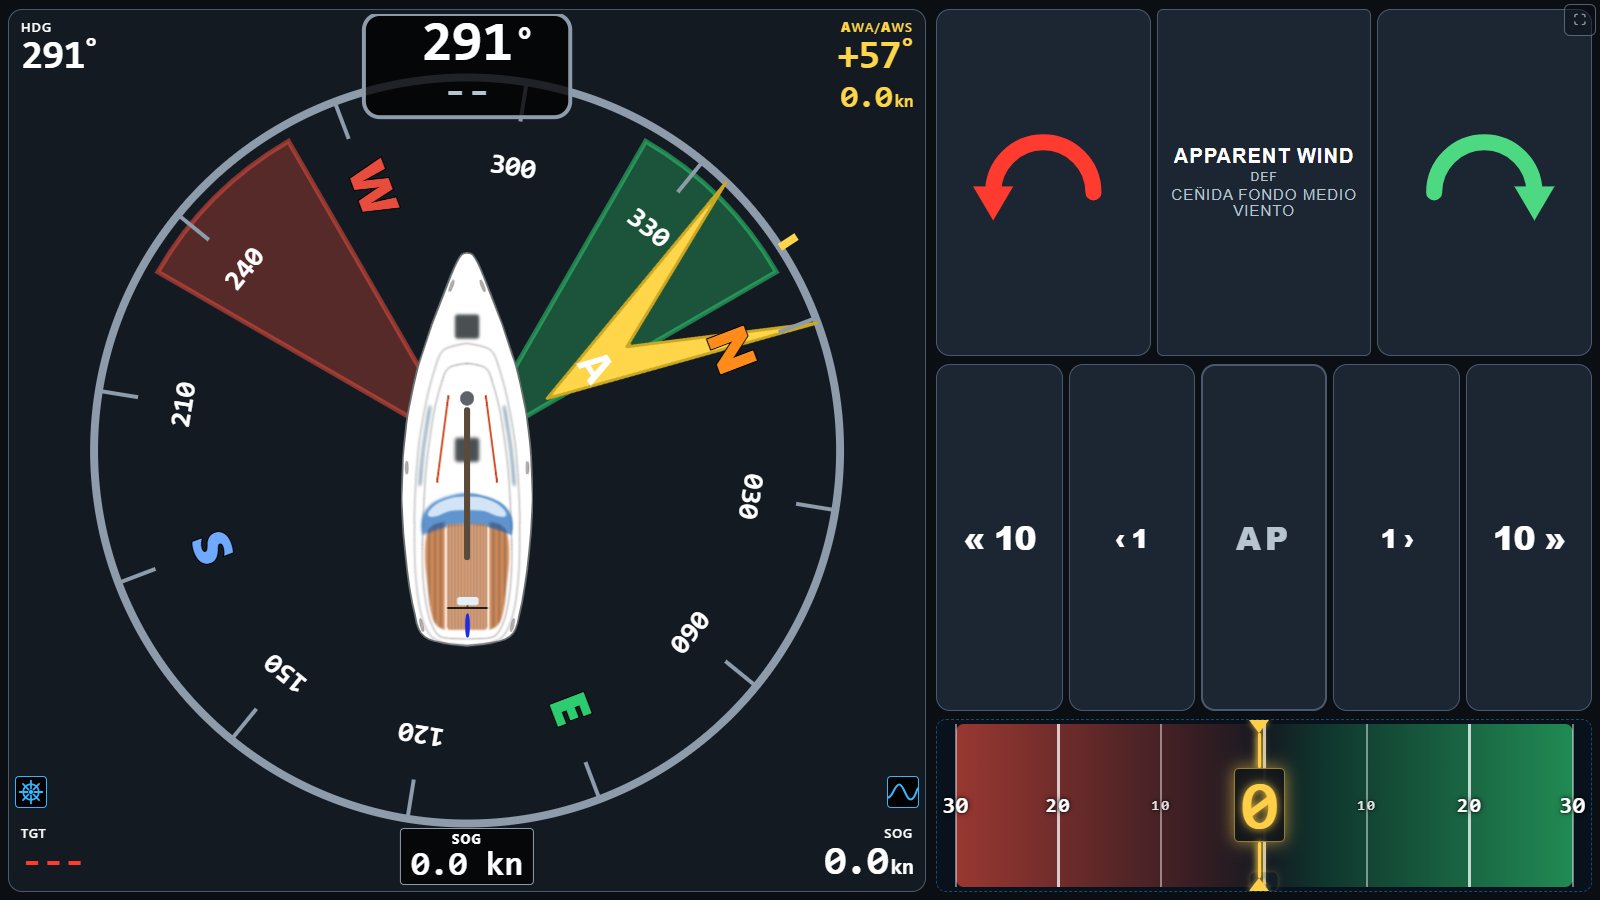 HDG
291°
291°
--
AWA/AWS
+57°
0.0kn
W
300
330
N
030
060
E
120
150
S
210
240
A
TGT
---
SOG
0.0 kn
SOG
0.0kn
APPARENT WIND
DEF
CEÑIDA FONDO MEDIO
VIENTO
« 10
‹ 1
AP
1 ›
10 »
30 20 10 0 10 20 30